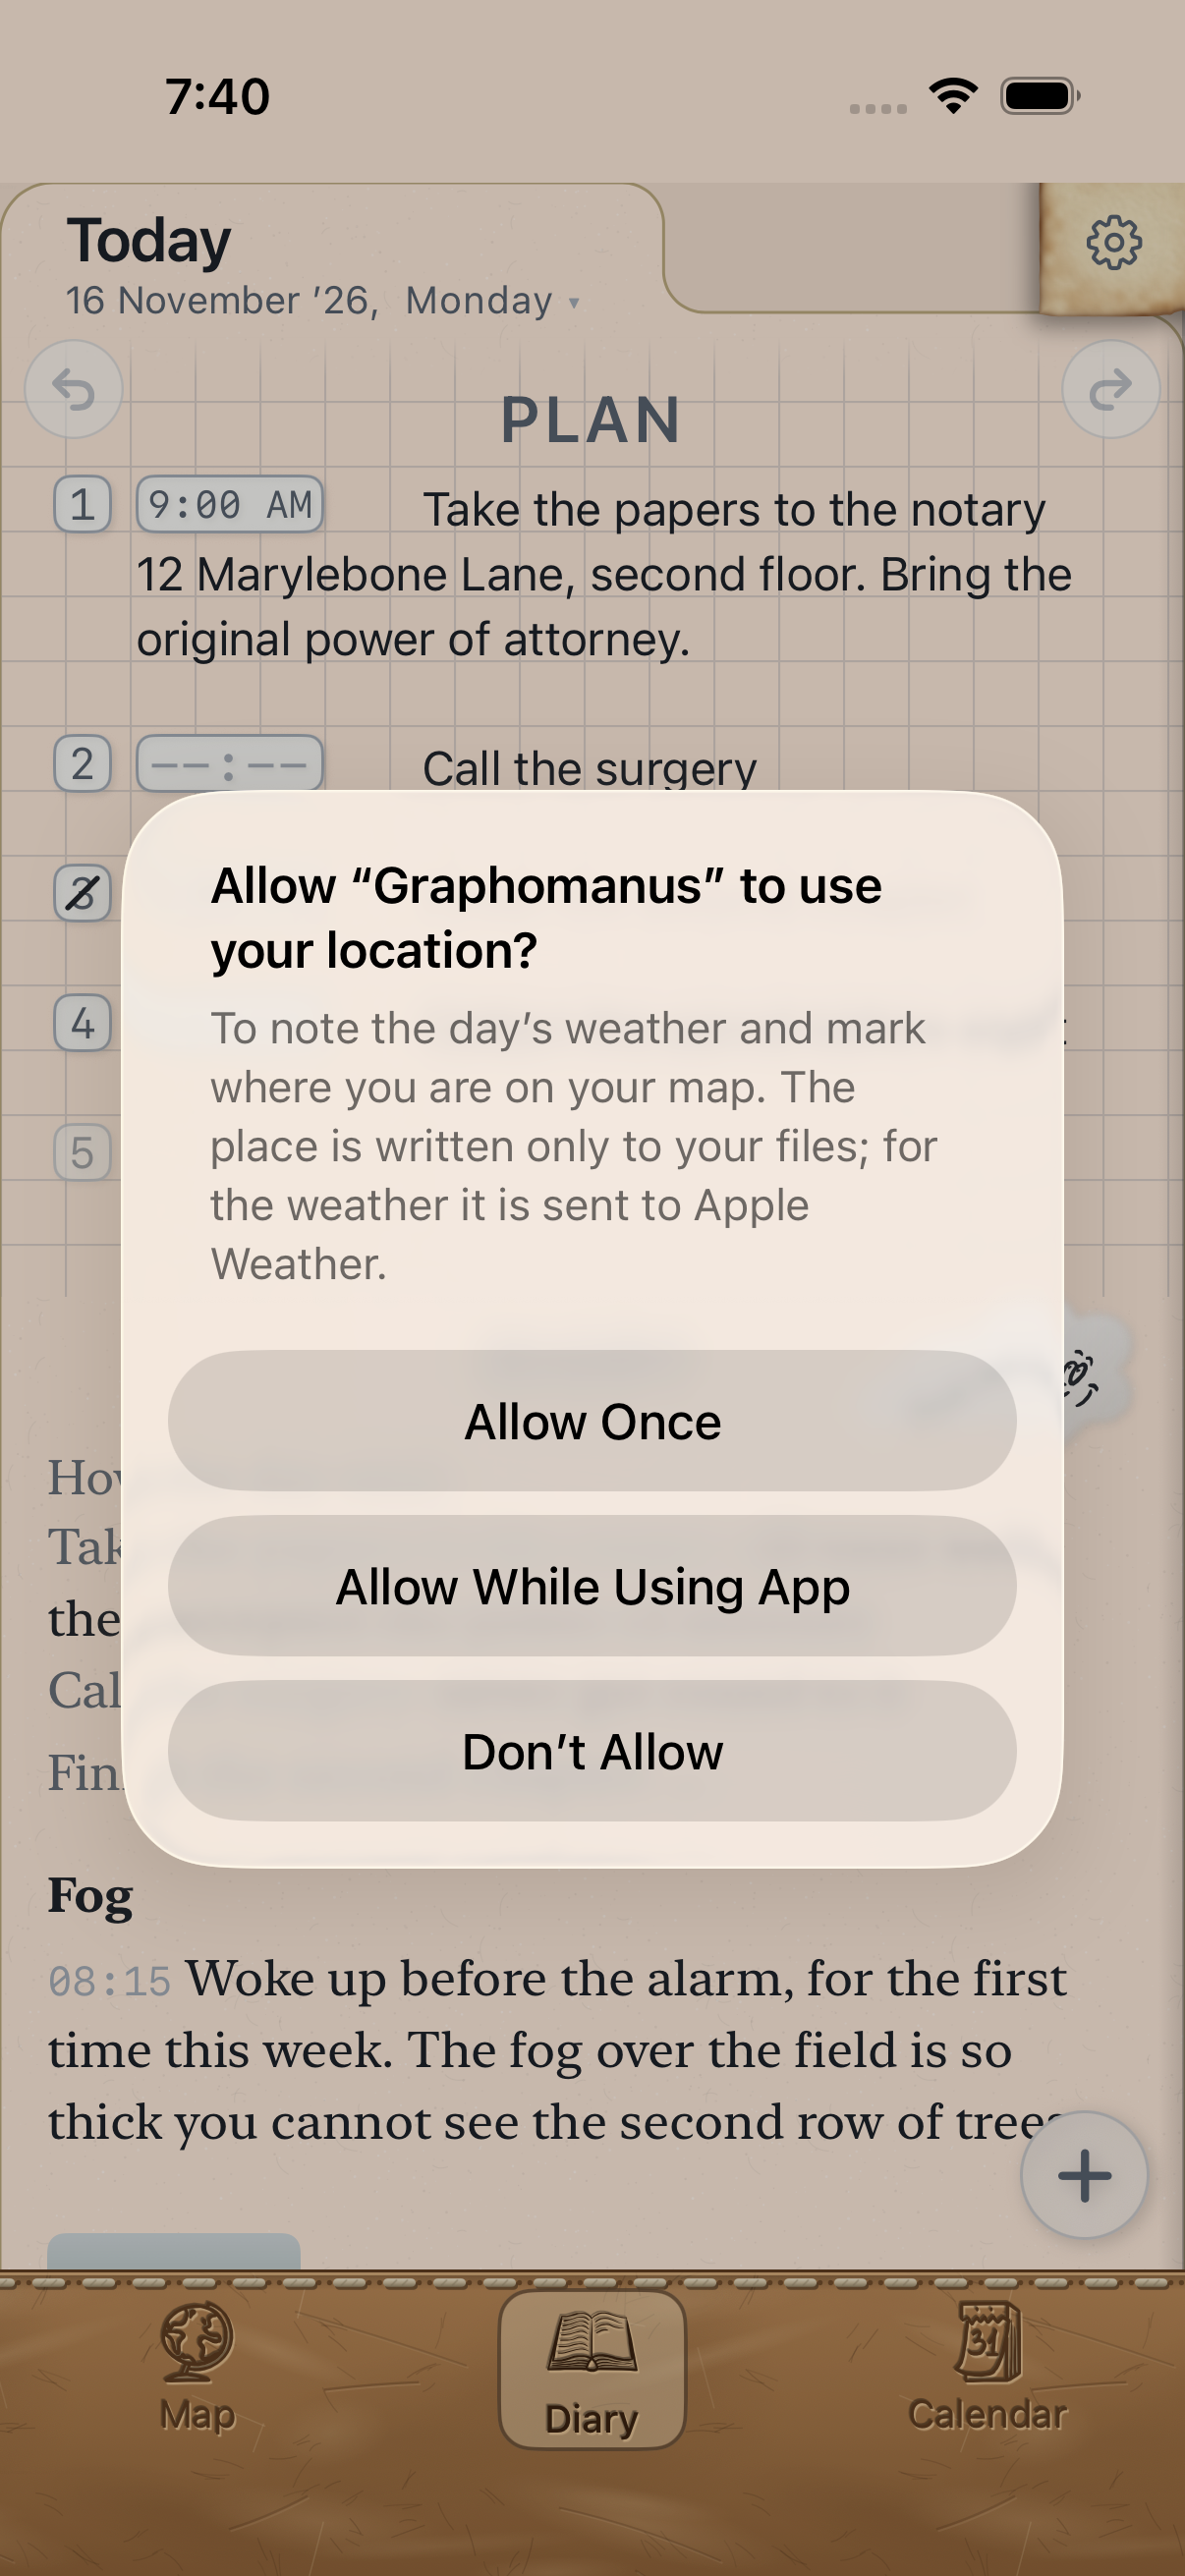 7:40
Today
16 November ’26, Monday
PLAN
1 9:00 AM Take the papers to the notary
12 Marylebone Lane, second floor. Bring the
original power of attorney.
2 --:-- Call the surgery
3
4
5
Allow “Graphomanus” to use
your location?
To note the day’s weather and mark
where you are on your map. The
place is written only to your files; for
the weather it is sent to Apple
Weather.
Allow Once
Allow While Using App
Don’t Allow
the
Fog
08:15 Woke up before the alarm, for the first
time this week. The fog over the field is so
thick you cannot see the second row of trees
31
Map
Diary
Calendar